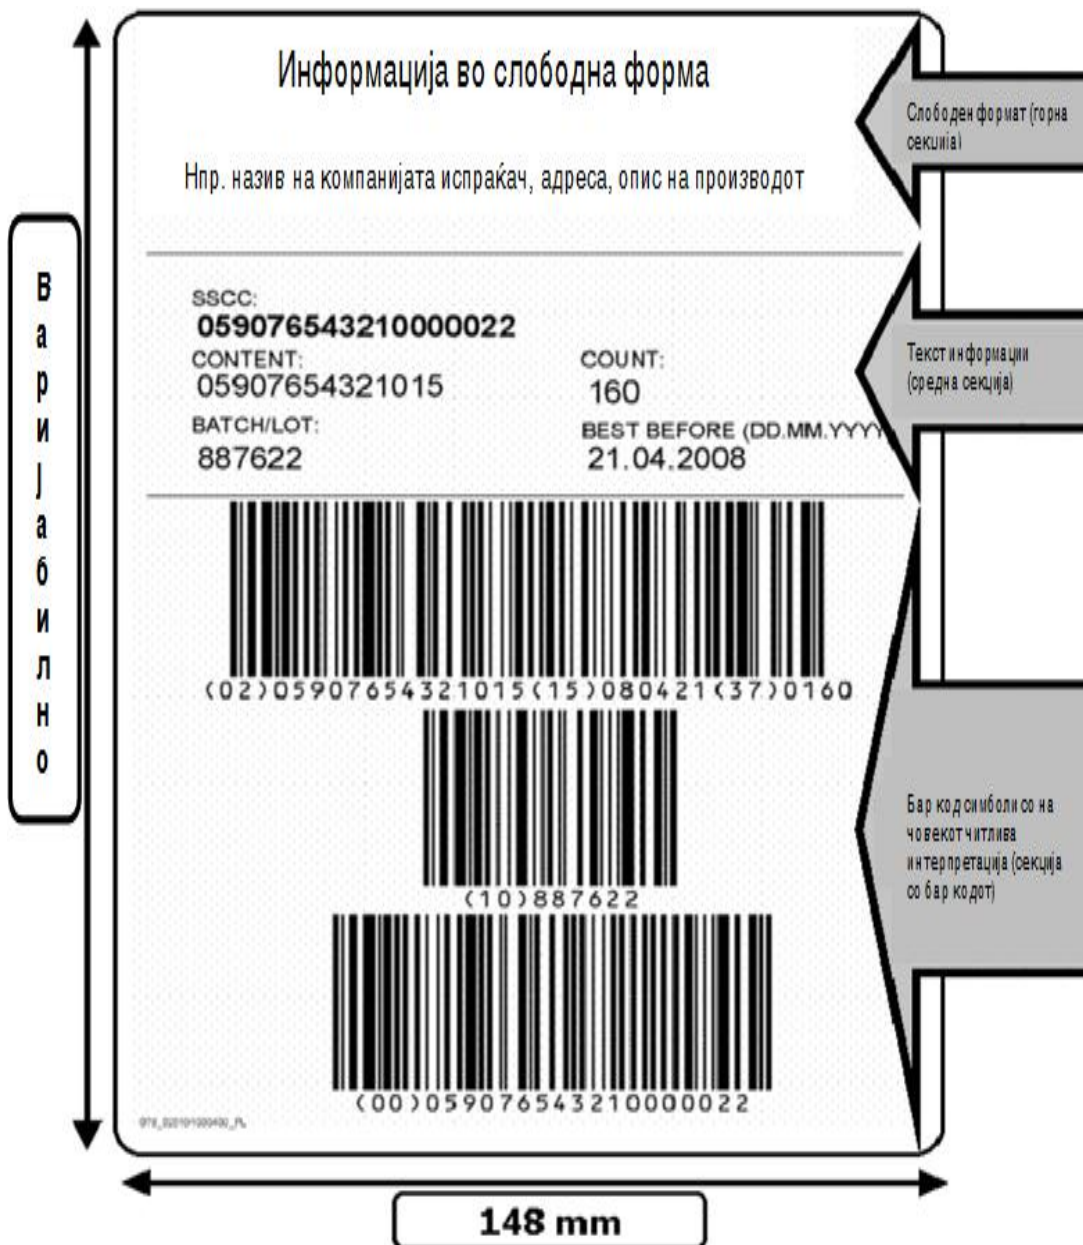 Информација во слободна форма
Нпр. назив на компанијата испраќач, адреса, опис на производот
Слободен формат (горна
секција)
SSCC:
059076543210000022
CONTENT:
05907654321015
COUNT:
160
BATCH/LOT:
887622
BEST BEFORE (DD.MM.YYYY
21.04.2008
Текст информации
(средна секција)
(02)05907654321015(15)080421(37)0160
(10)887622
(00)059076543210000022
Бар код симболи со на
човекот читлива
интерпретација (секција
со бар кодот)
Варијабилно
148 mm